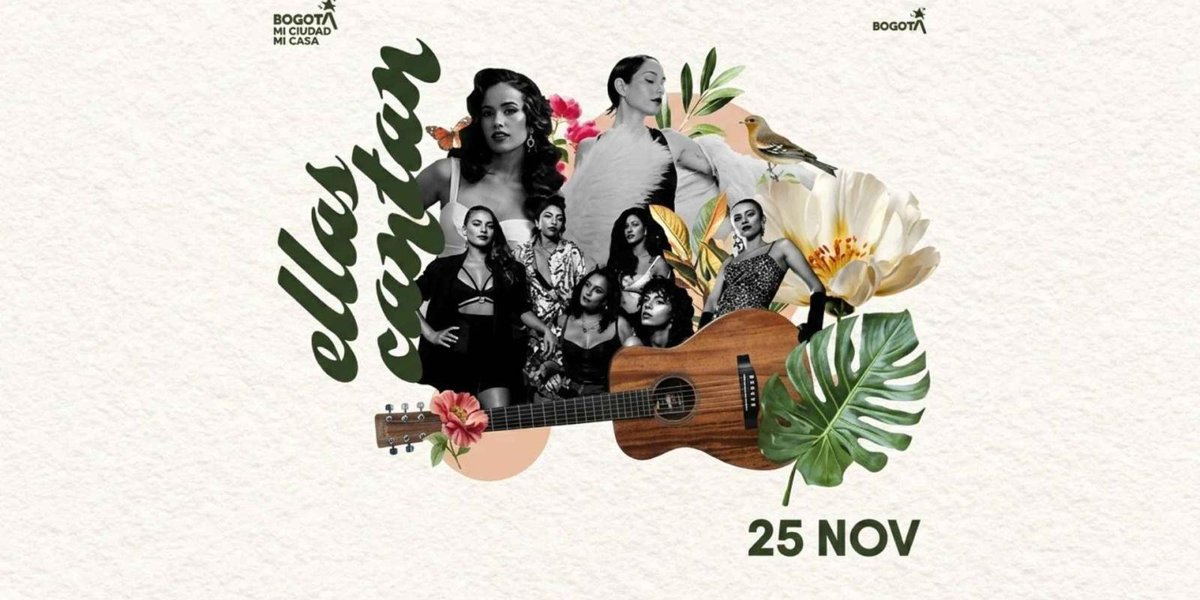 BOGOTÁ
MI CIUDAD
MI CASA
BOGOTÁ
ellas
cantan
25 NOV